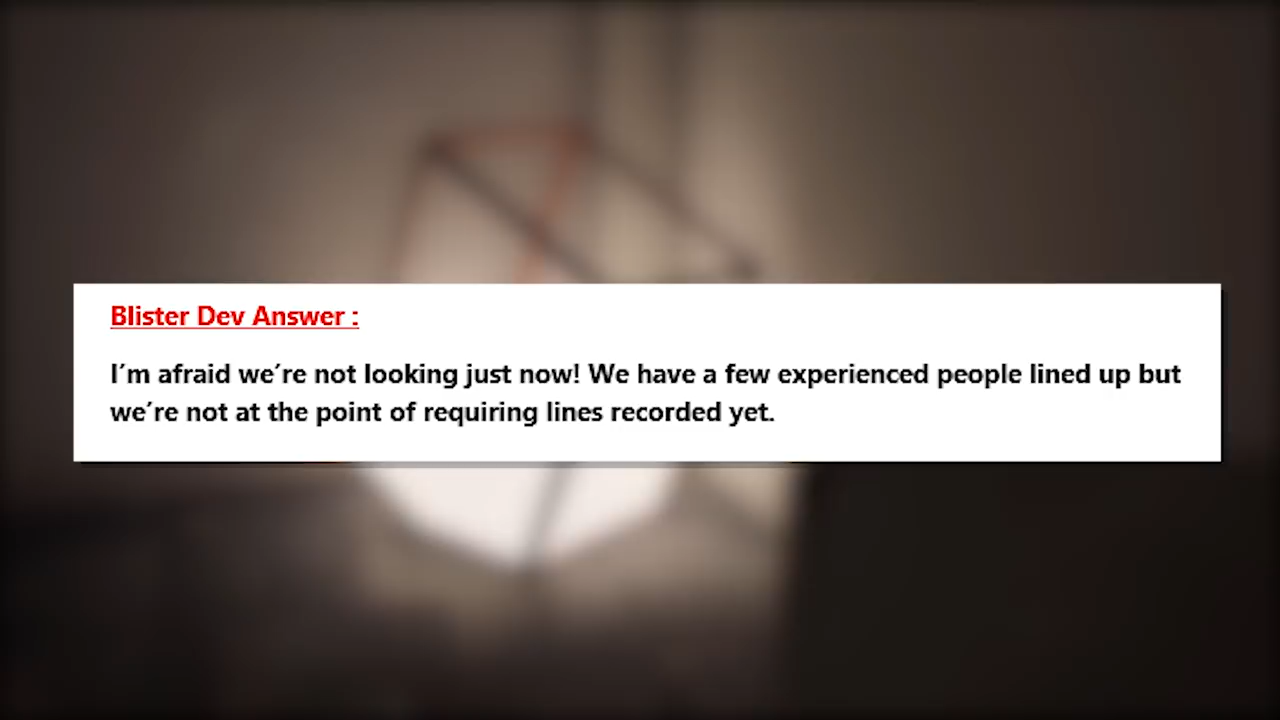 Blister Dev Answer :
I´m afraid we´re not looking just now! We have a few experienced people lined up but
we´re not at the point of requiring lines recorded yet.